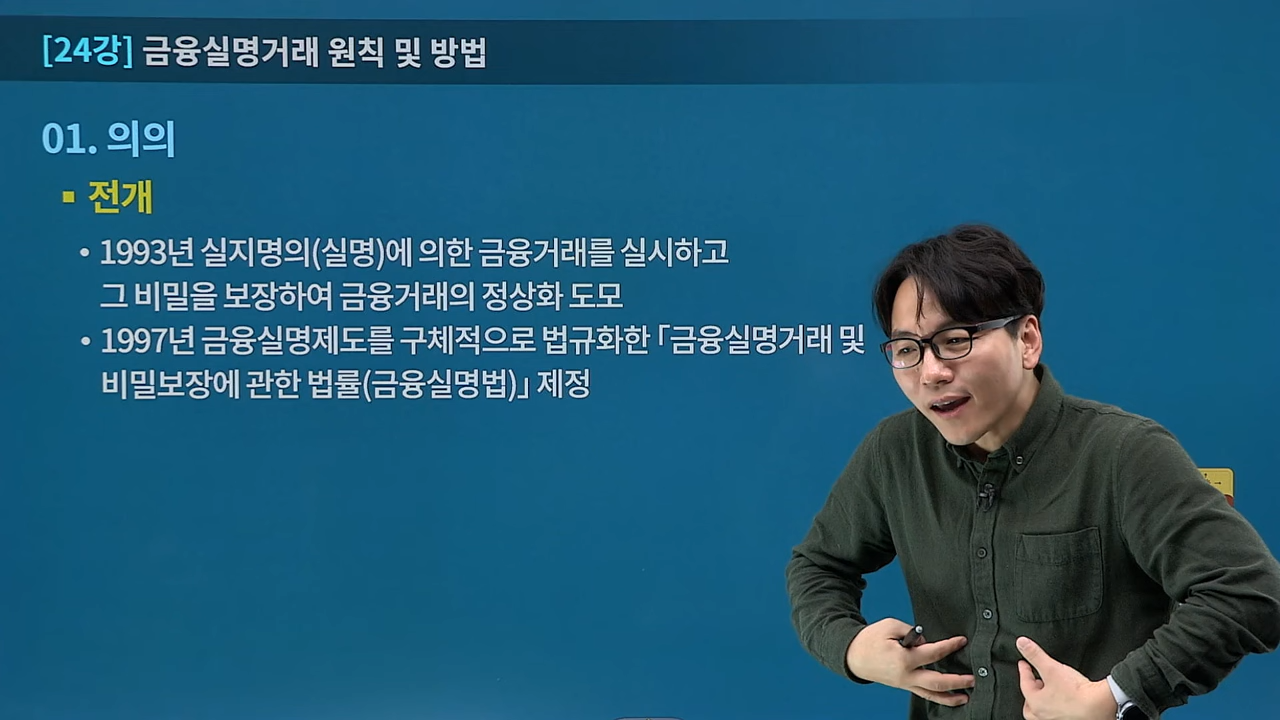 [24강] 금융실명거래 원칙 및 방법
01. 의의
▪ 전개
• 1993년 실지명의(실명)에 의한 금융거래를 실시하고
그 비밀을 보장하여 금융거래의 정상화 도모
• 1997년 금융실명제도를 구체적으로 법규화한 「금융실명거래 및
비밀보장에 관한 법률(금융실명법)」 제정